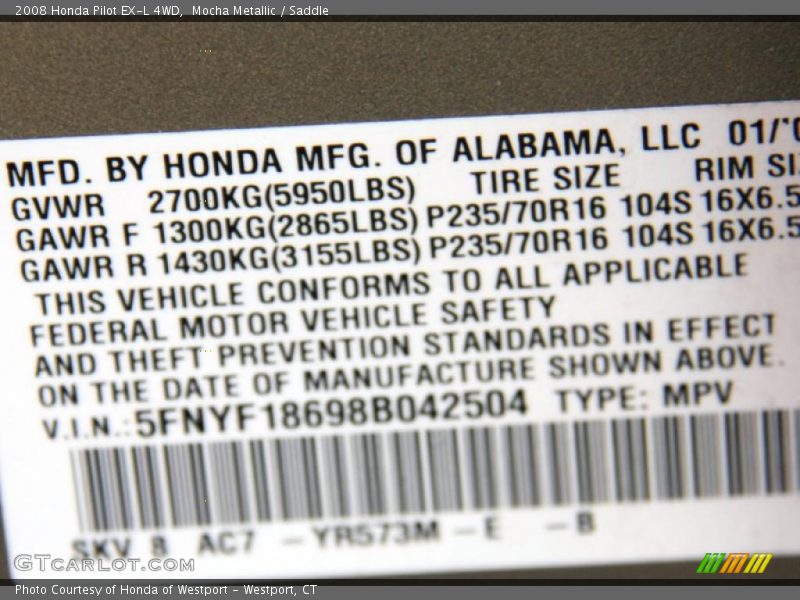 2008 Honda Pilot EX-L 4WD, Mocha Metallic / Saddle
MFD. BY HONDA MFG. OF ALABAMA, LLC 01/
GVWR 2700KG(5950LBS) TIRE SIZE RIM
GAWR F 1300KG(2865LBS) P235/70R16 104S 16X6.5
GAWR R 1430KG(3155LBS) P235/70R16 104S 16X6.5
THIS VEHICLE CONFORMS TO ALL APPLICABLE
FEDERAL MOTOR VEHICLE SAFETY
AND THEFT PREVENTION STANDARDS IN EFFECT
ON THE DATE OF MANUFACTURE SHOWN ABOVE.
V.I.N.: 5FNYF18698B042504 TYPE: MPV
SKV 8 AC7 - YR573M - E - B
GTCarlot.com
Photo Courtesy of Honda of Westport - Westport, CT